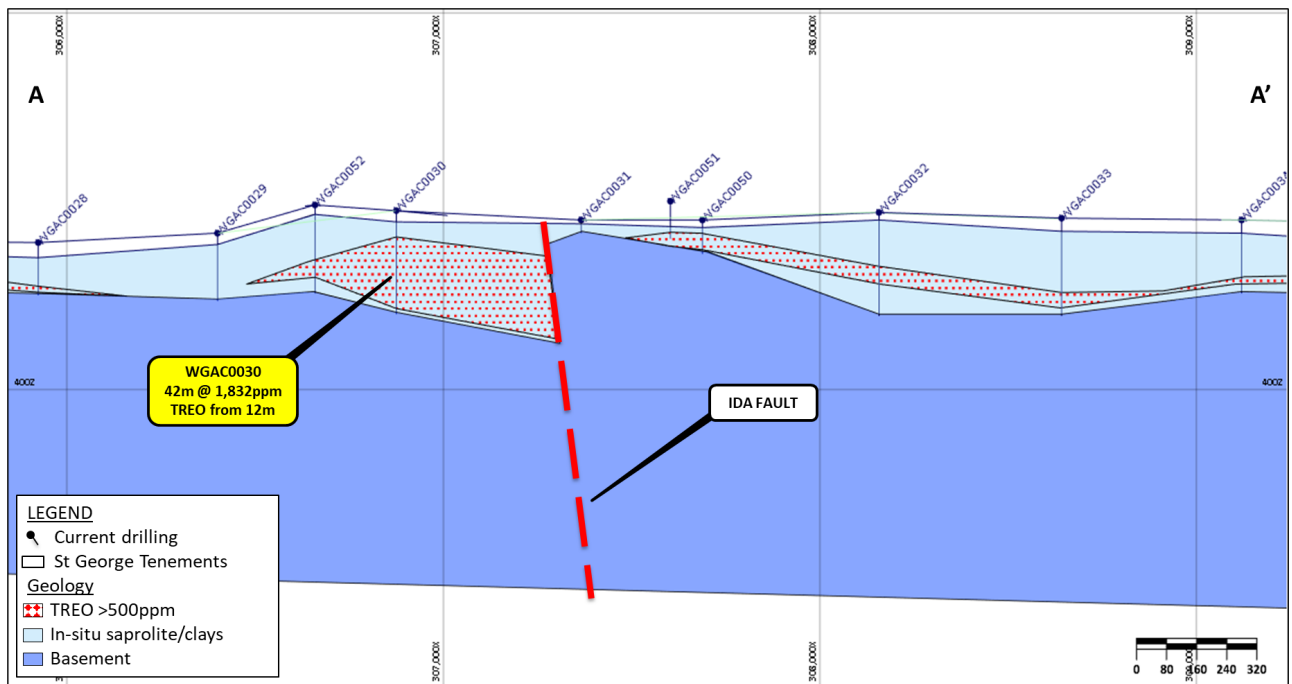 306,000X
307,000X
308,000X
309,000X
A
A’
WGAC0028
WGAC0029
WGAC0052
WGAC0030
WGAC0031
WGAC0051
WGAC0050
WGAC0032
WGAC0033
WGAC0034
400Z
400Z
WGAC0030
42m @ 1,832ppm
TREO from 12m
IDA FAULT
LEGEND
Current drilling
St George Tenements
Geology
TREO >500ppm
In-situ saprolite/clays
Basement
307,000X
308,000X
0 80 160 240 320